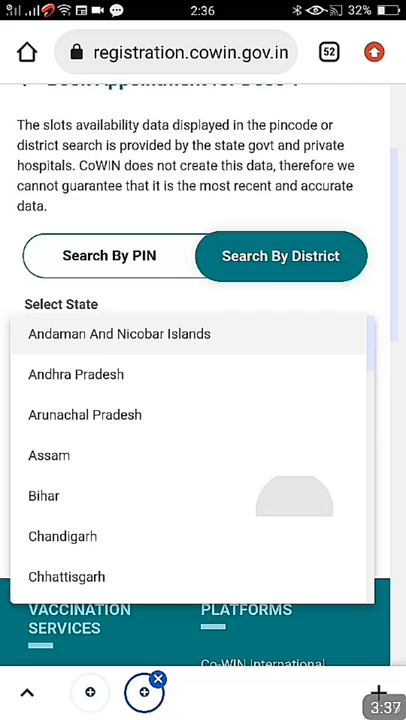 2:36
32%
registration.cowin.gov.in
52
Book Appointment for Dose 1
The slots availability data displayed in the pincode or
district search is provided by the state govt and private
hospitals. CoWIN does not create this data, therefore we
cannot guarantee that it is the most recent and accurate
data.
Search By PIN
Search By District
Select State
Andaman And Nicobar Islands
Andhra Pradesh
Arunachal Pradesh
Assam
Bihar
Chandigarh
Chhattisgarh
VACCINATION
SERVICES
PLATFORMS
Co-WIN International
3:37